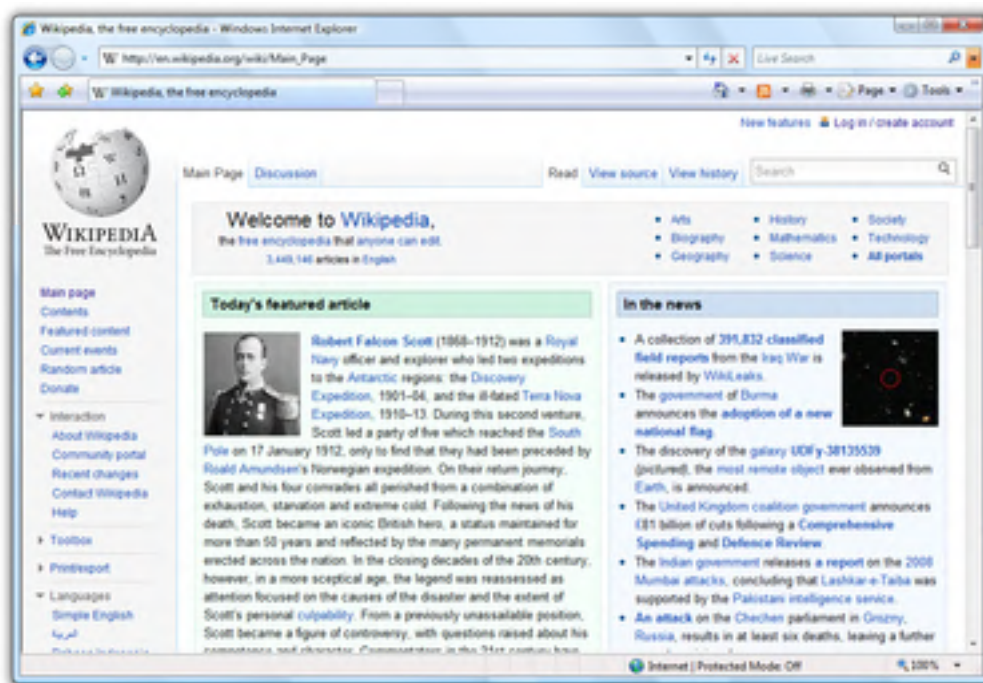 Wikipedia, the free encyclopedia - Windows Internet Explorer
http://en.wikipedia.org/wiki/Main_Page
Live Search
Wikipedia, the free encyclopedia
Page
Tools
New features
Log in / create account
Main Page
Discussion
Read
View source
View history
Search
WIKIPEDIA
The Free Encyclopedia
Main page
Contents
Featured content
Current events
Random article
Donate
Interaction
About Wikipedia
Community portal
Recent changes
Contact Wikipedia
Help
Toolbox
Print/export
Languages
Simple English
العربية
Welcome to Wikipedia,
the free encyclopedia that anyone can edit.
3,449,146 articles in English
Arts
Biography
Geography
History
Mathematics
Science
Society
Technology
All portals
Today's featured article
Robert Falcon Scott (1868–1912) was a Royal
Navy officer and explorer who led two expeditions
to the Antarctic regions: the Discovery
Expedition, 1901–04, and the ill-fated Terra Nova
Expedition, 1910–13. During this second venture,
Scott led a party of five which reached the South
Pole on 17 January 1912, only to find that they had been preceded by
Roald Amundsen's Norwegian expedition. On their return journey,
Scott and his four comrades all perished from a combination of
exhaustion, starvation and extreme cold. Following the news of his
death, Scott became an iconic British hero, a status maintained for
more than 50 years and reflected by the many permanent memorials
erected across the nation. In the closing decades of the 20th century,
however, in a more sceptical age, the legend was reassessed as
attention focused on the causes of the disaster and the extent of
Scott's personal culpability. From a previously unassailable position,
Scott became a figure of controversy, with questions raised about his
competence and character. Commentators in the 21st century have
In the news
A collection of 391,832 classified
field reports from the Iraq War is
released by WikiLeaks.
The government of Burma
announces the adoption of a new
national flag.
The discovery of the galaxy UDFy-38135539
(pictured), the most remote object ever observed from
Earth, is announced.
The United Kingdom coalition government announces
£81 billion of cuts following a Comprehensive
Spending and Defence Review.
The Indian government releases a report on the 2008
Mumbai attacks, concluding that Lashkar-e-Taiba was
supported by the Pakistani intelligence service.
An attack on the Chechen parliament in Grozny,
Russia, results in at least six deaths, leaving a further
Internet | Protected Mode: Off
100%